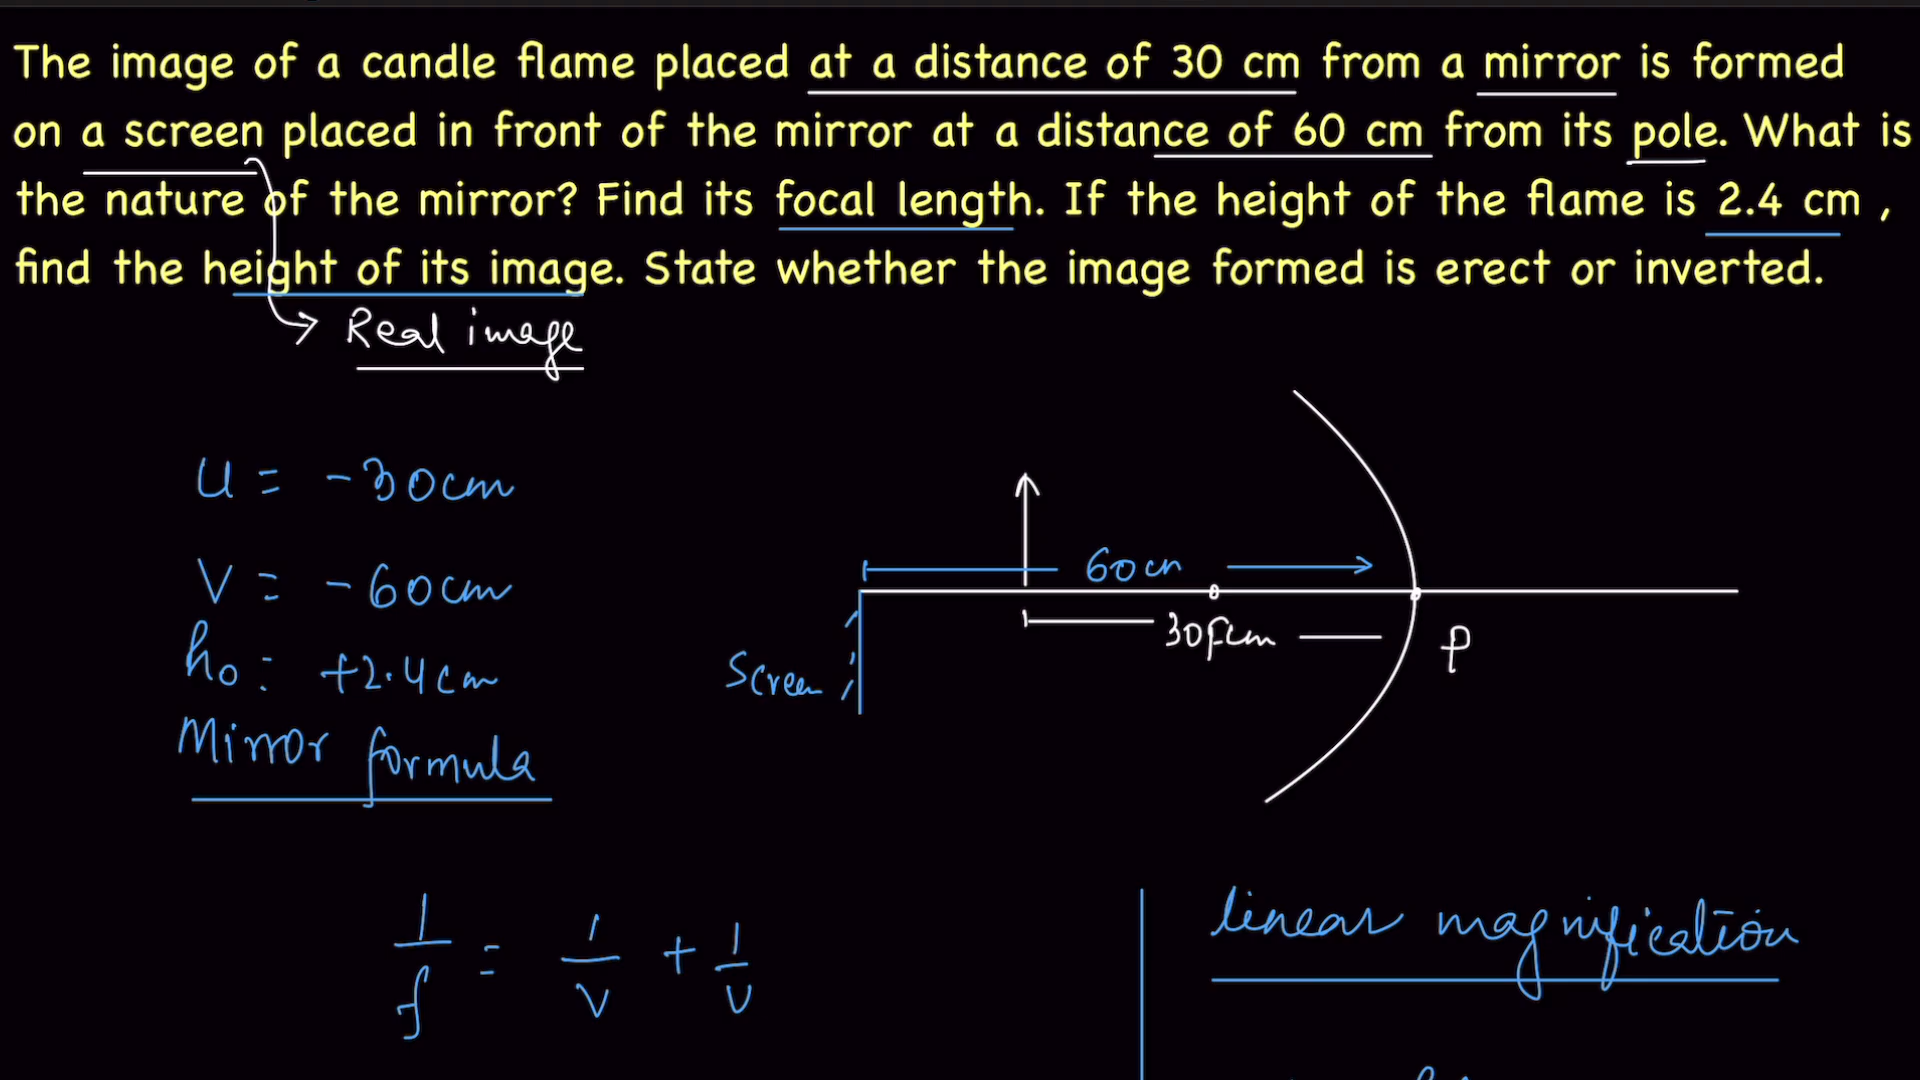 The image of a candle flame placed at a distance of 30 cm from a mirror is formed
on a screen placed in front of the mirror at a distance of 60 cm from its pole. What is
the nature of the mirror? Find its focal length. If the height of the flame is 2.4 cm ,
find the height of its image. State whether the image formed is erect or inverted.
Real image
u = - 30cm
60cm
V = - 60cm
30 cm
P
ho = +2.4cm
Screen
Mirror formula
linear magnification
1/f = 1/v + 1/u